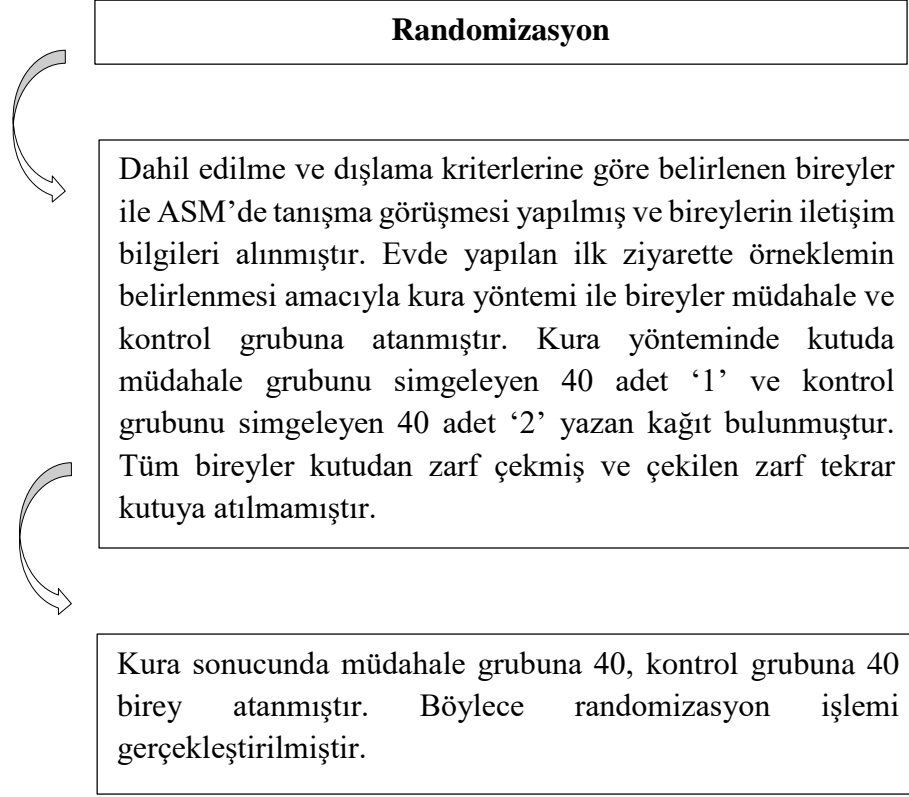 Randomizasyon
Dahil edilme ve dışlama kriterlerine göre belirlenen bireyler
ile ASM’de tanışma görüşmesi yapılmış ve bireylerin iletişim
bilgileri alınmıştır. Evde yapılan ilk ziyarette örneklemin
belirlenmesi amacıyla kura yöntemi ile bireyler müdahale ve
kontrol grubuna atanmıştır. Kura yönteminde kutuda
müdahale grubunu simgeleyen 40 adet ‘1’ ve kontrol
grubunu simgeleyen 40 adet ‘2’ yazan kağıt bulunmuştur.
Tüm bireyler kutudan zarf çekmiş ve çekilen zarf tekrar
kutuya atılmamıştır.
Kura sonucunda müdahale grubuna 40, kontrol grubuna 40
birey atanmıştır. Böylece randomizasyon işlemi
gerçekleştirilmiştir.